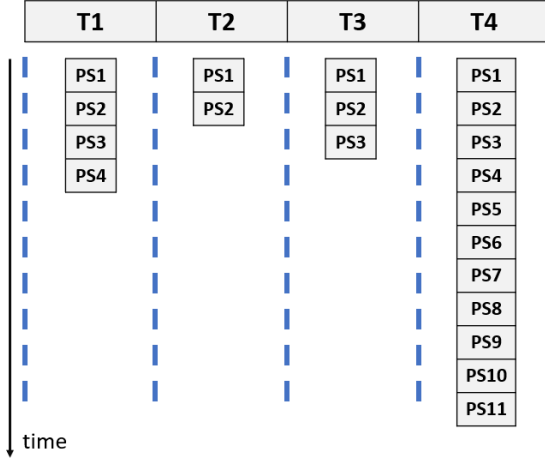 T1 T2 T3 T4
PS1 PS1 PS1 PS1
PS2 PS2 PS2 PS2
PS3 PS3 PS3
PS4 PS4
PS5
PS6
PS7
PS8
PS9
PS10
PS11
time